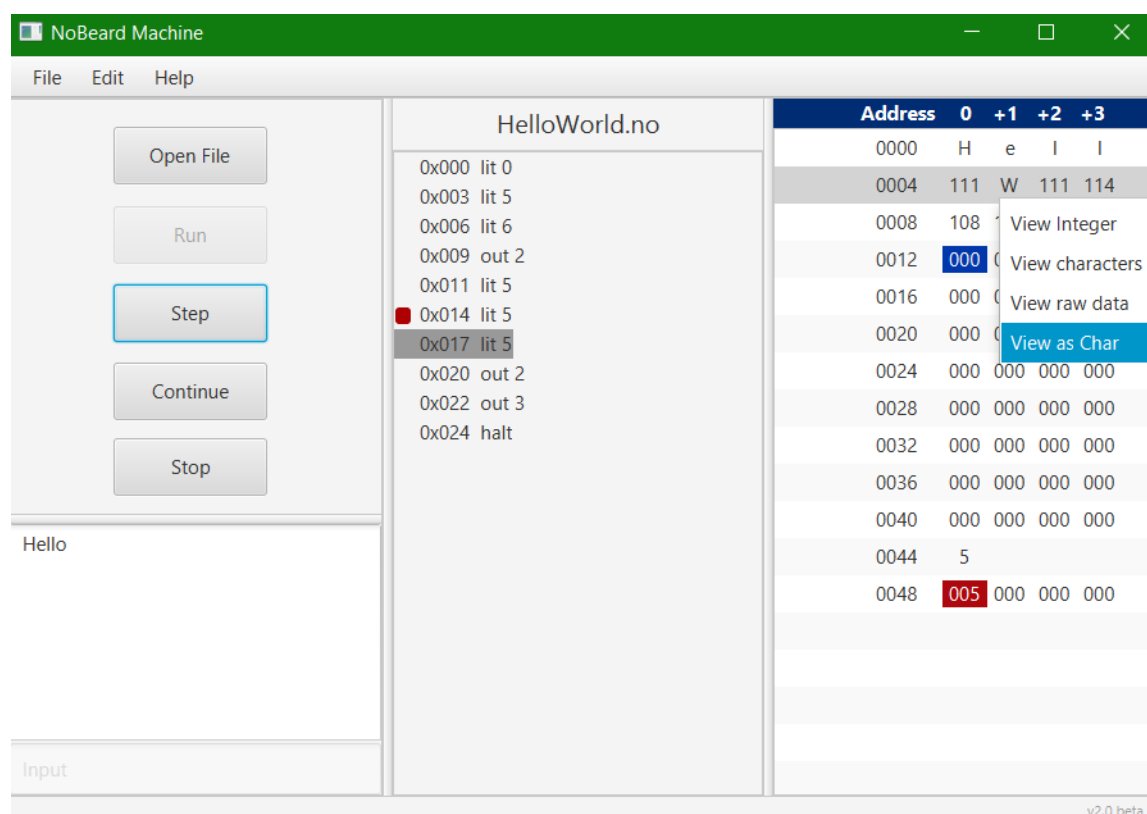 NoBeard Machine
File Edit Help
Open File
Run
Step
Continue
Stop
Hello
Input
HelloWorld.no
0x000 lit 0
0x003 lit 5
0x006 lit 6
0x009 out 2
0x011 lit 5
0x014 lit 5
0x017 lit 5
0x020 out 2
0x022 out 3
0x024 halt
Address 0 +1 +2 +3
0000 H e l l
0004 111 W 111 114
0008 108
0012 000
0016 000
0020 000
0024 000 000 000 000
0028 000 000 000 000
0032 000 000 000 000
0036 000 000 000 000
0040 000 000 000 000
0044 5
0048 005 000 000 000
View Integer
View characters
View raw data
View as Char
v2.0 beta